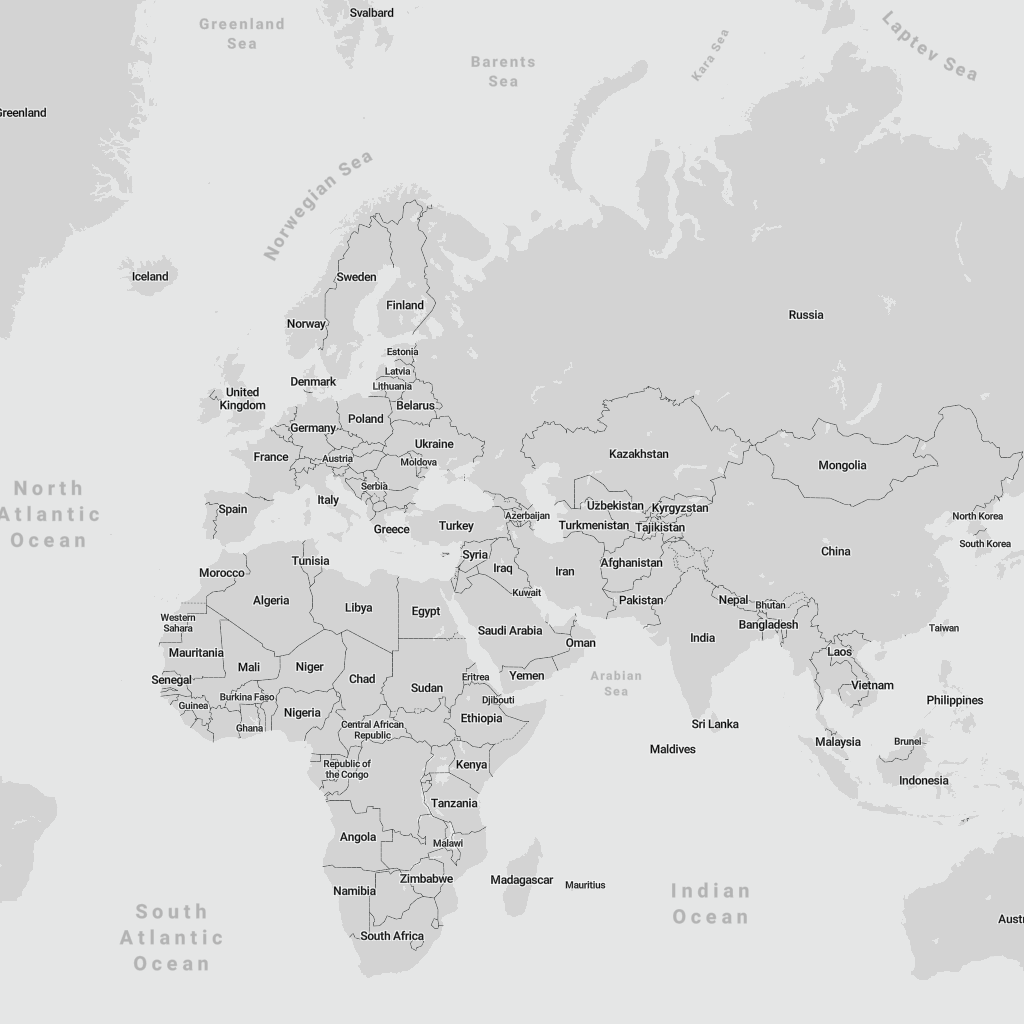 Svalbard
Greenland
Sea
Laptev Sea
Kara Sea
Barents
Sea
Greenland
Norwegian Sea
Iceland
Sweden
Finland
Russia
Norway
Estonia
Latvia
Denmark
Lithuania
United
Kingdom
Belarus
Poland
Germany
Ukraine
France
Austria
Moldova
Kazakhstan
Mongolia
Serbia
North
Atlantic
Ocean
Italy
Spain
Uzbekistan
Kyrgyzstan
Azerbaijan
North Korea
Greece
Turkey
Turkmenistan
Tajikistan
South Korea
China
Syria
Tunisia
Iraq
Iran
Afghanistan
Morocco
Kuwait
Algeria
Pakistan
Nepal
Bhutan
Libya
Egypt
Western
Sahara
Bangladesh
Taiwan
Saudi Arabia
India
Oman
Mauritania
Laos
Mali
Niger
Senegal
Chad
Eritrea
Yemen
Arabian
Sea
Vietnam
Sudan
Burkina Faso
Guinea
Djibouti
Philippines
Nigeria
Ethiopia
Ghana
Central African
Republic
Sri Lanka
Malaysia
Brunei
Maldives
Republic of
the Congo
Kenya
Indonesia
Tanzania
Angola
Malawi
Zimbabwe
Madagascar
Mauritius
Namibia
Indian
Ocean
South
Atlantic
Ocean
South Africa
Austr